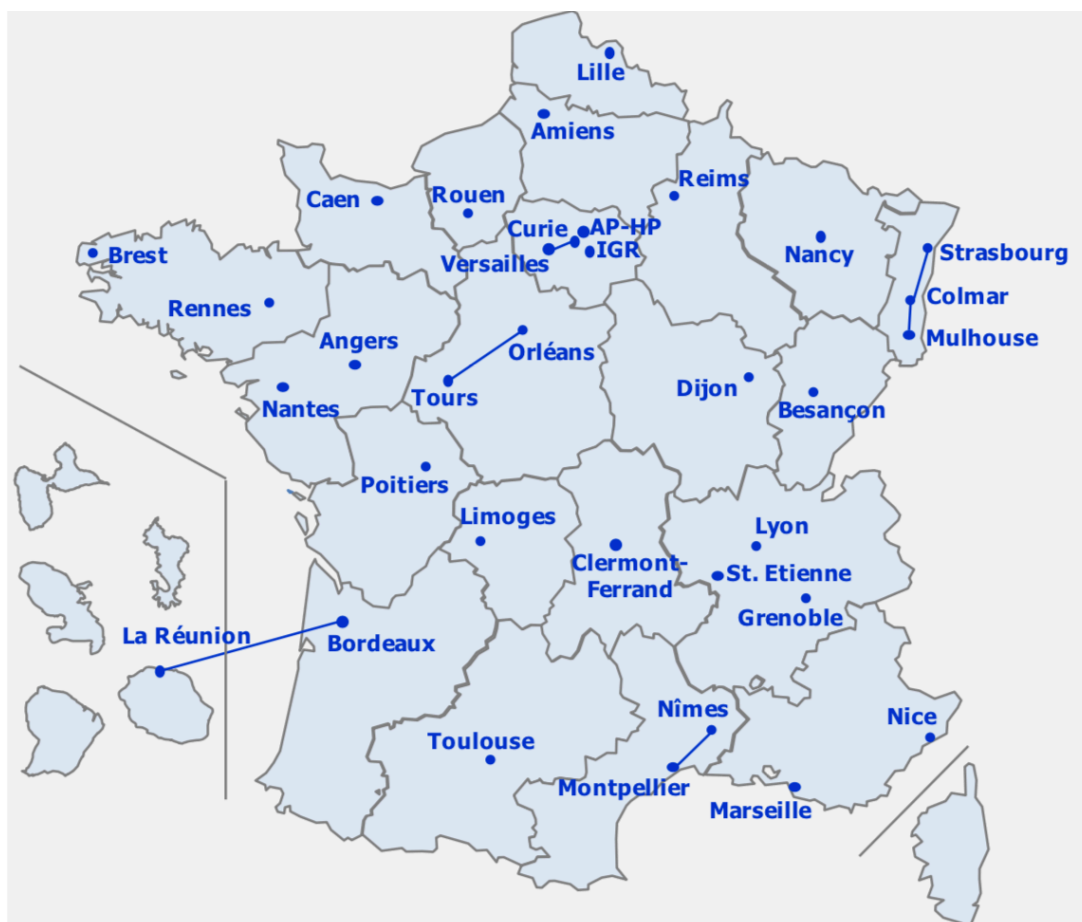 Lille
Amiens
Reims
Caen
Rouen
Curie
AP-HP
IGR
Versailles
Nancy
Strasbourg
Brest
Colmar
Rennes
Mulhouse
Angers
Orléans
Tours
Dijon
Nantes
Besançon
Poitiers
Limoges
Lyon
Clermont-
Ferrand
St. Etienne
Grenoble
La Réunion
Bordeaux
Nîmes
Nice
Toulouse
Montpellier
Marseille